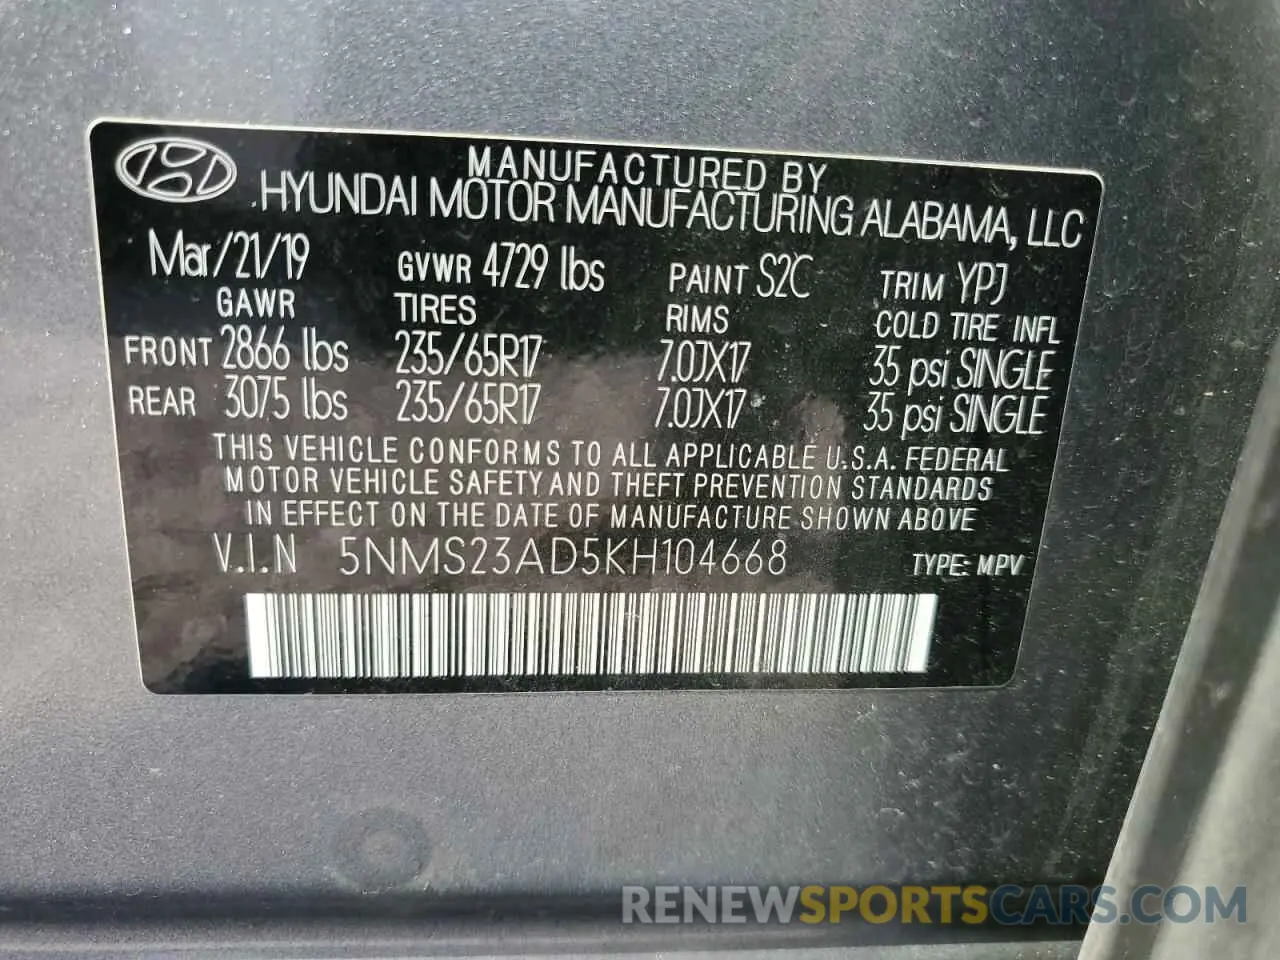 MANUFACTURED BY
HYUNDAI MOTOR MANUFACTURING ALABAMA, LLC
Mar/21/19 GVWR 4729 lbs PAINT S2C TRIM YPJ
GAWR TIRES RIMS COLD TIRE INFL
FRONT 2866 lbs 235/65R17 7.0JX17 35 psi SINGLE
REAR 3075 lbs 235/65R17 7.0JX17 35 psi SINGLE
THIS VEHICLE CONFORMS TO ALL APPLICABLE U.S.A. FEDERAL
MOTOR VEHICLE SAFETY AND THEFT PREVENTION STANDARDS
IN EFFECT ON THE DATE OF MANUFACTURE SHOWN ABOVE
V.I.N 5NMS23AD5KH104668 TYPE: MPV
RENEWSPORTSCARS.COM